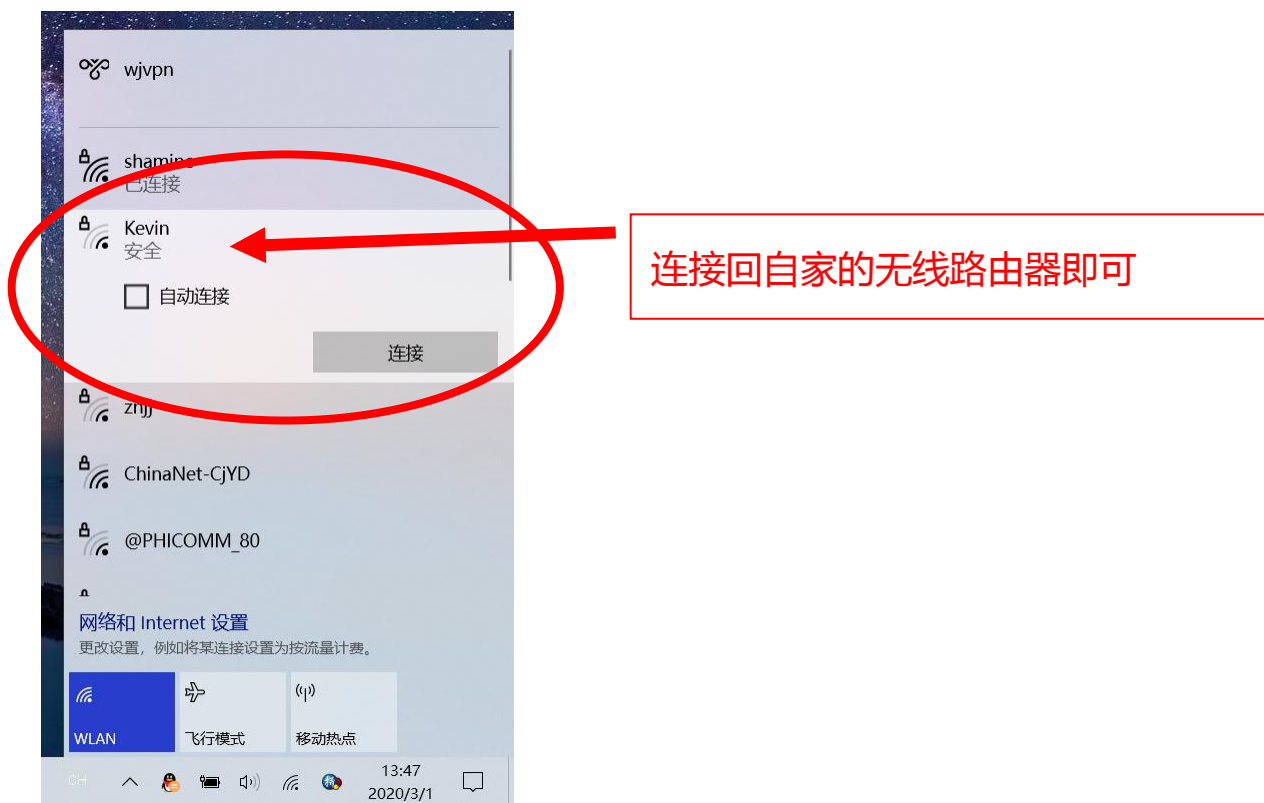 wjvpn
已连接
Kevin
安全
自动连接
连接
ChinaNet-CjYD
@PHICOMM_80
网络和 Internet 设置
更改设置，例如将某连接设置为按流量计费。
WLAN
飞行模式
移动热点
CH
13:47
2020/3/1
连接回自家的无线路由器即可